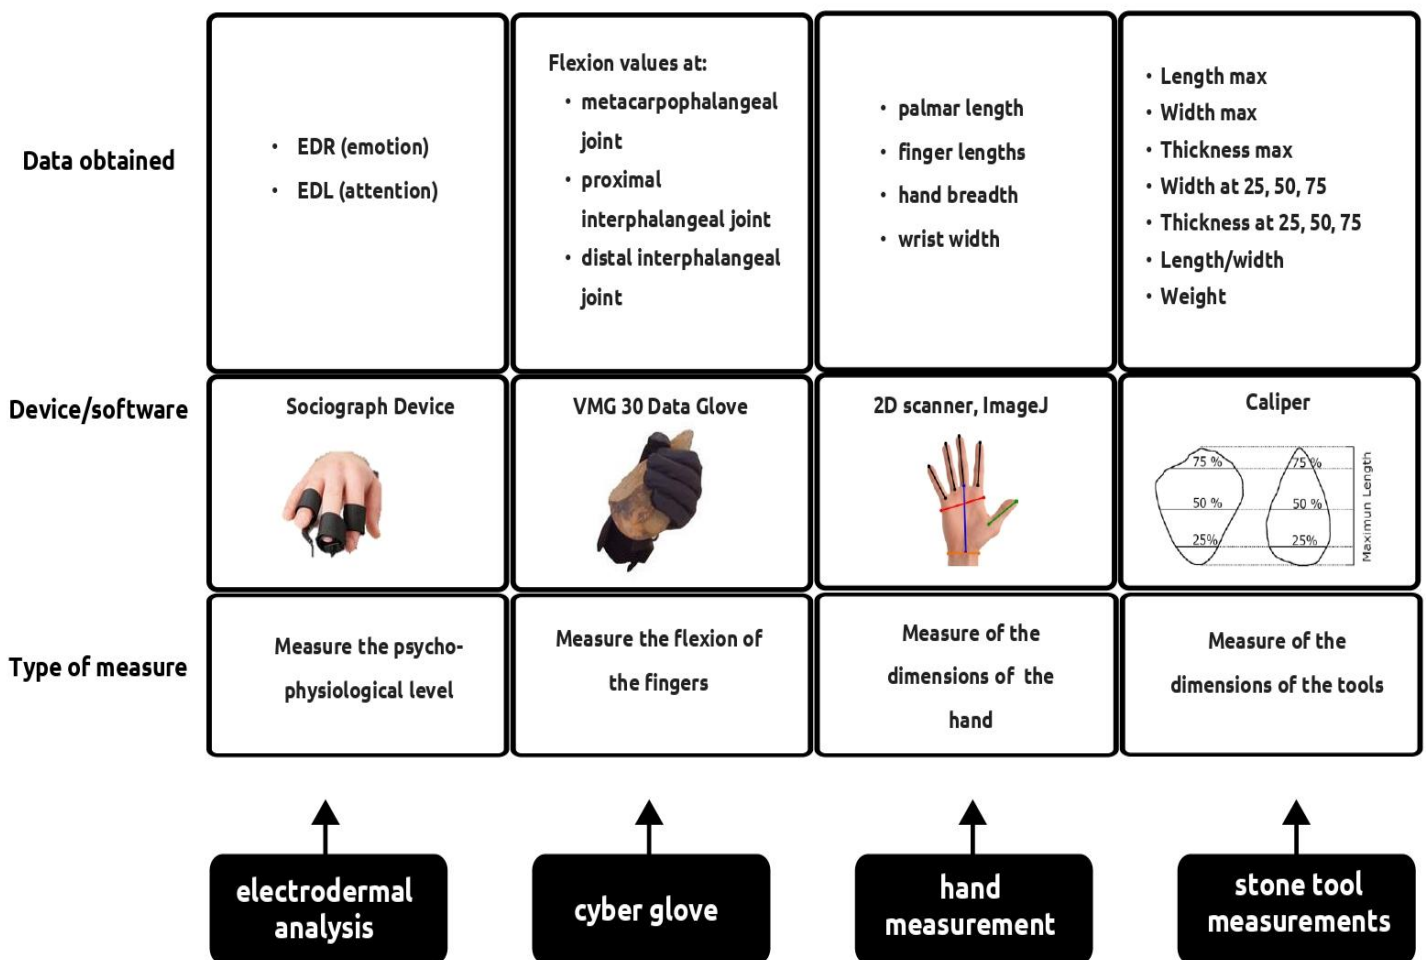 Data obtained
• EDR (emotion)
• EDL (attention)
Flexion values at:
• metacarpophalangeal
joint
• proximal
interphalangeal joint
• distal interphalangeal
joint
• palmar length
• finger lengths
• hand breadth
• wrist width
• Length max
• Width max
• Thickness max
• Width at 25, 50, 75
• Thickness at 25, 50, 75
• Length/width
• Weight
Device/software
Sociograph Device
VMG 30 Data Glove
2D scanner, ImageJ
Caliper
75 %
75 %
50 %
50 %
25%
25%
Maximun Length
Type of measure
Measure the psycho-
physiological level
Measure the flexion of
the fingers
Measure of the
dimensions of the
hand
Measure of the
dimensions of the tools
electrodermal
analysis
cyber glove
hand
measurement
stone tool
measurements